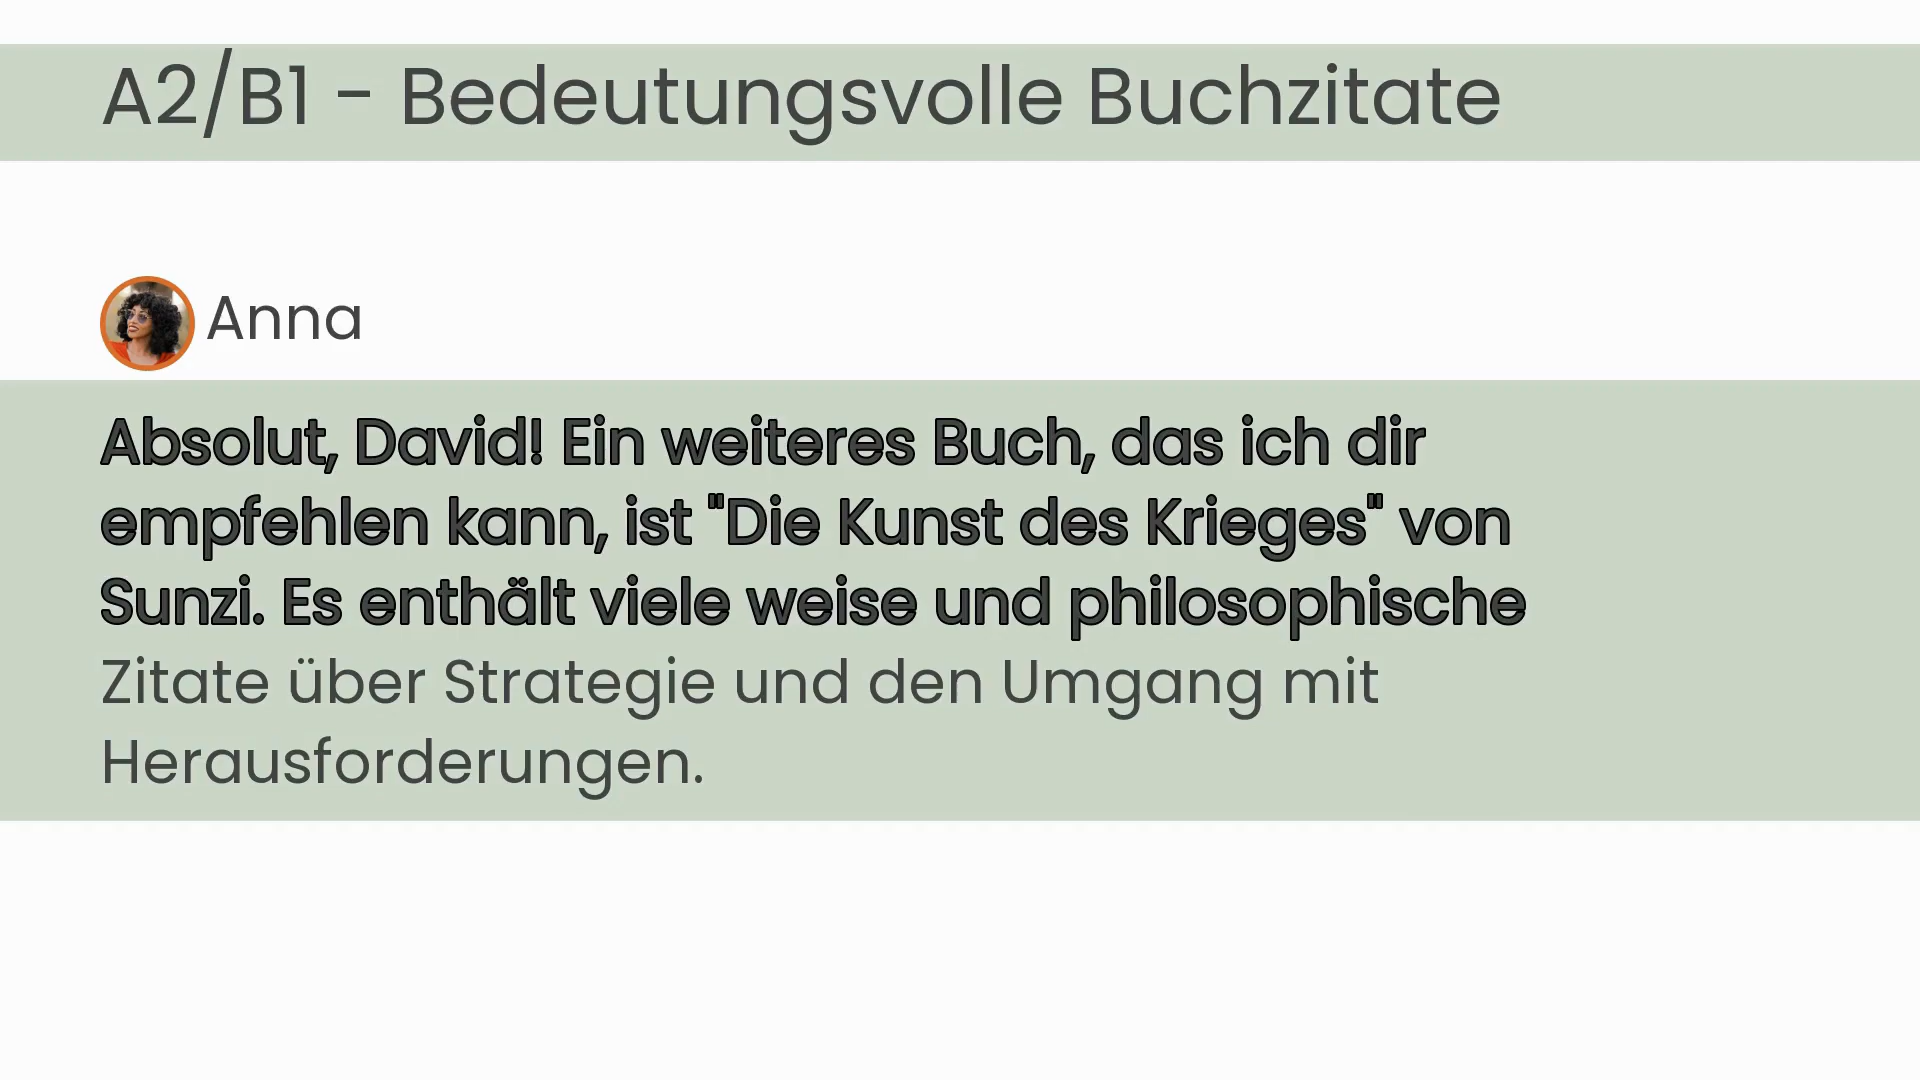 A2/B1 - Bedeutungsvolle Buchzitate
Anna
Absolut, David! Ein weiteres Buch, das ich dir
empfehlen kann, ist "Die Kunst des Krieges" von
Sunzi. Es enthält viele weise und philosophische
Zitate über Strategie und den Umgang mit
Herausforderungen.